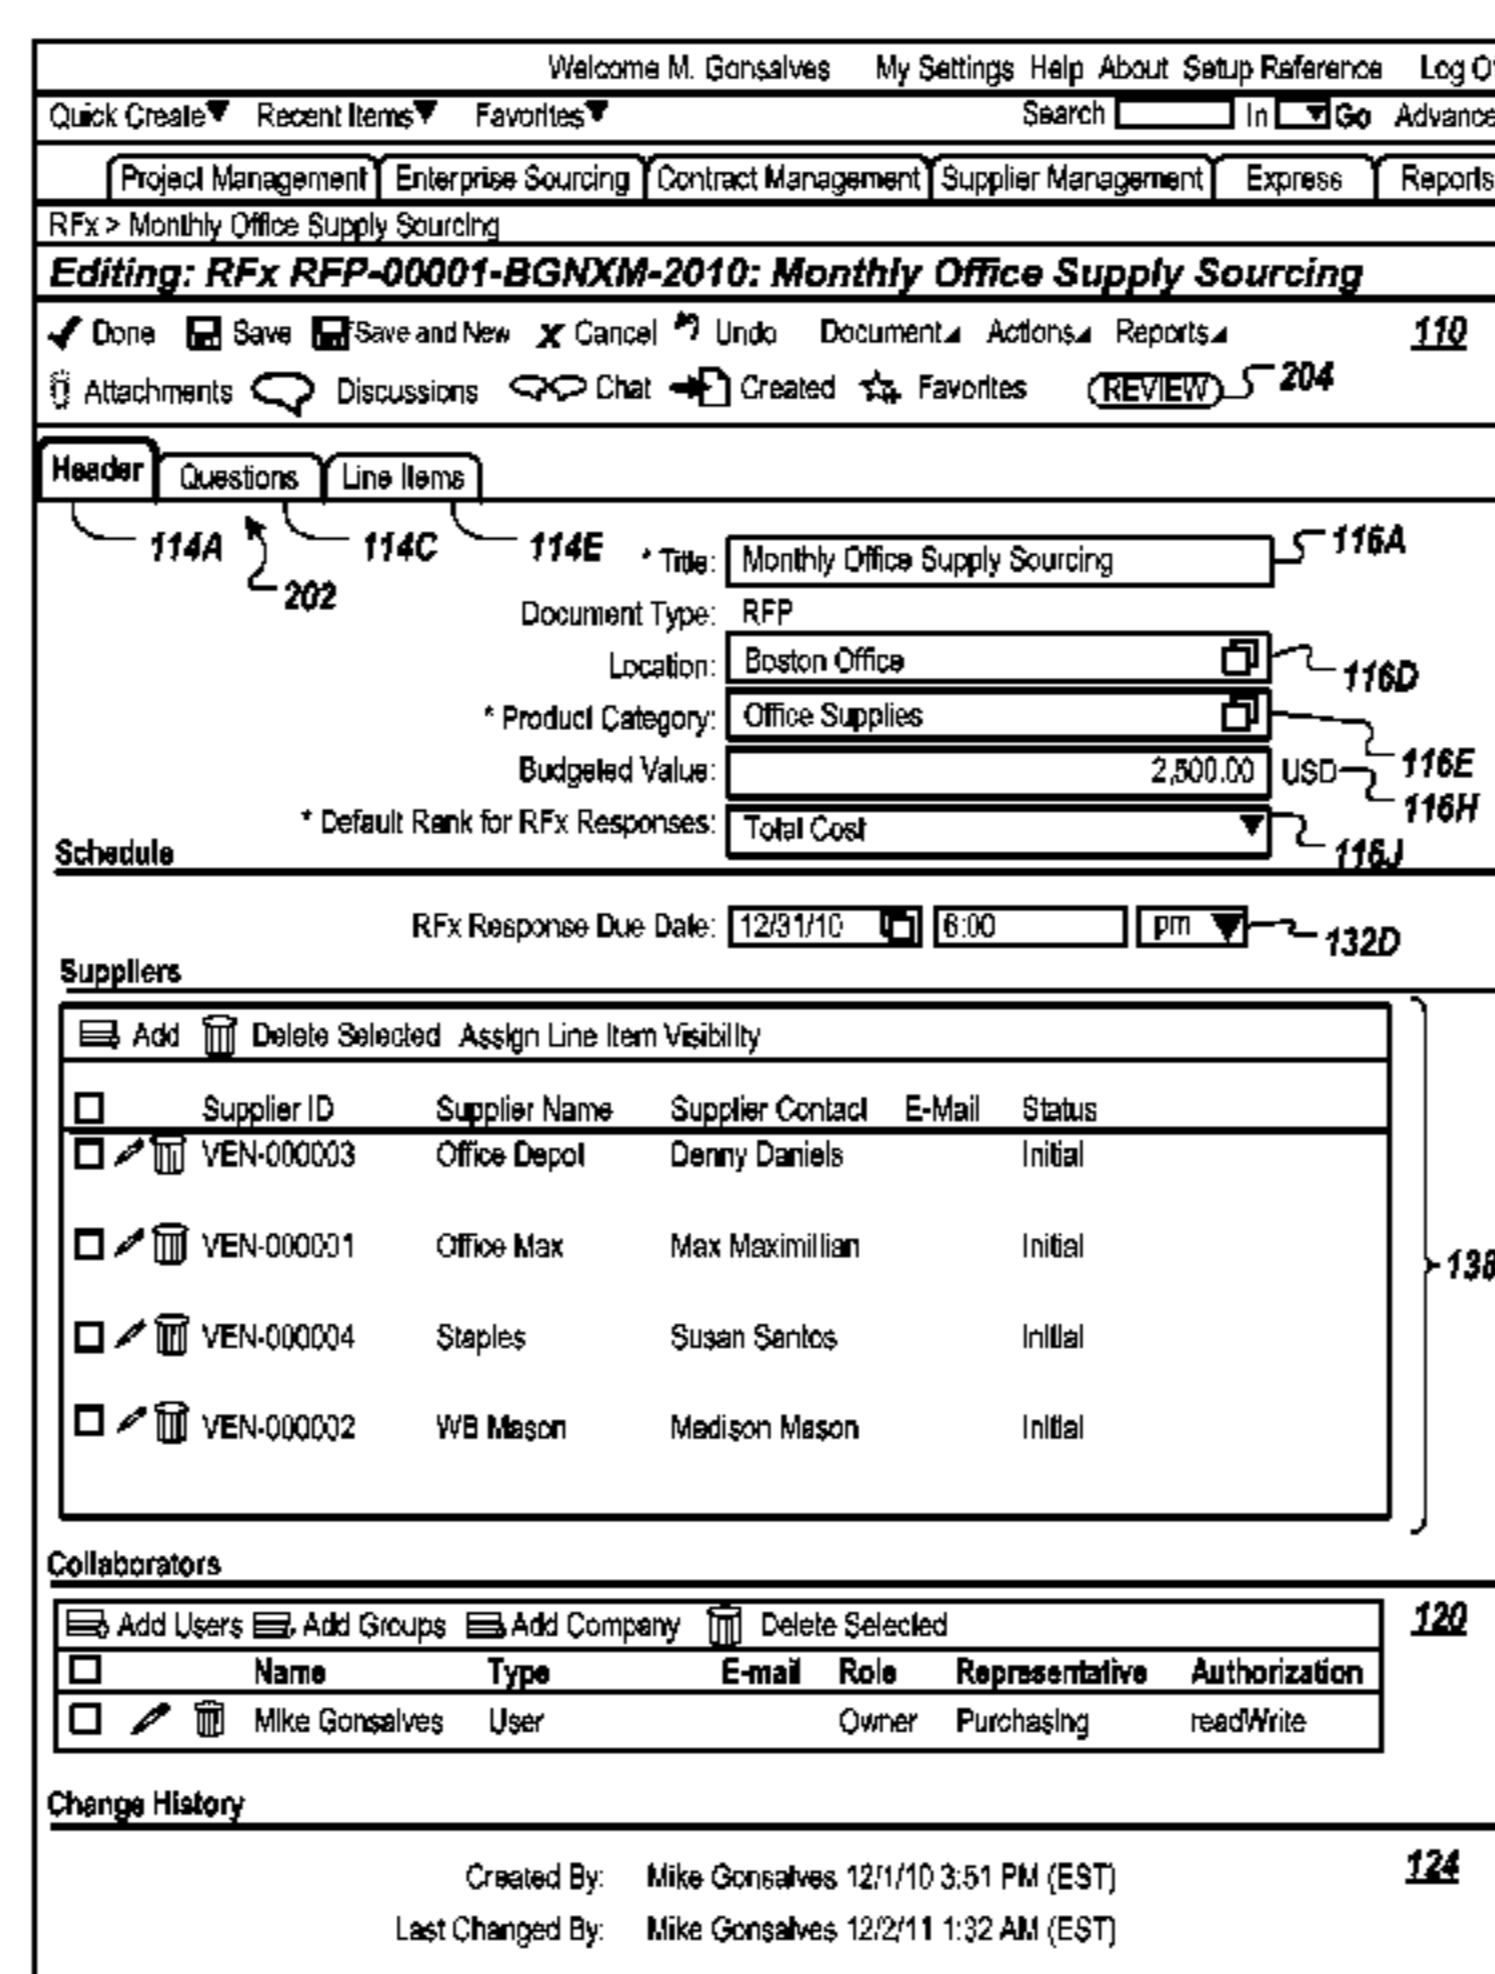 Welcome M. Gonsalves My Settings Help About Setup Reference Log
Quick Create Recent Items Favorites Search In Go
Project Management Enterprise Sourcing Contract Management Supplier Management Express Reports
RFx > Monthly Office Supply Sourcing
Editing: RFx RFP-00001-BGNXM-2010: Monthly Office Supply Sourcing
Done Save Save and New X Cancel Undo Document Actions Reports 110
Attachments Discussions Chat Created Favorites REVIEW 204
Header Questions Line Items
114A 114C 114E 202
* Title: Monthly Office Supply Sourcing 116A
Document Type: RFP
Location: Boston Office 116D
* Product Category: Office Supplies 116E
Budgeted Value: 2,500.00 USD 116H
* Default Rank for RFx Responses: Total Cost 116J
Schedule
RFx Response Due Date: 12/31/10 6:00 pm 132D
Suppliers
Add Delete Selected Assign Line Item Visibility
Supplier ID Supplier Name Supplier Contact E-Mail Status
VEN-000003 Office Depot Denny Daniels Initial
VEN-000001 Office Max Max Maximillian Initial
138
VEN-000004 Staples Susan Santos Initial
VEN-000002 WB Mason Madison Mason Initial
Collaborators
Add Users Add Groups Add Company Delete Selected 120
Name Type E-mail Role Representative Authorization
Mike Gonsalves User Owner Purchasing readWrite
Change History
Created By: Mike Gonsalves 12/1/10 3:51 PM (EST) 124
Last Changed By: Mike Gonsalves 12/2/11 1:32 AM (EST)